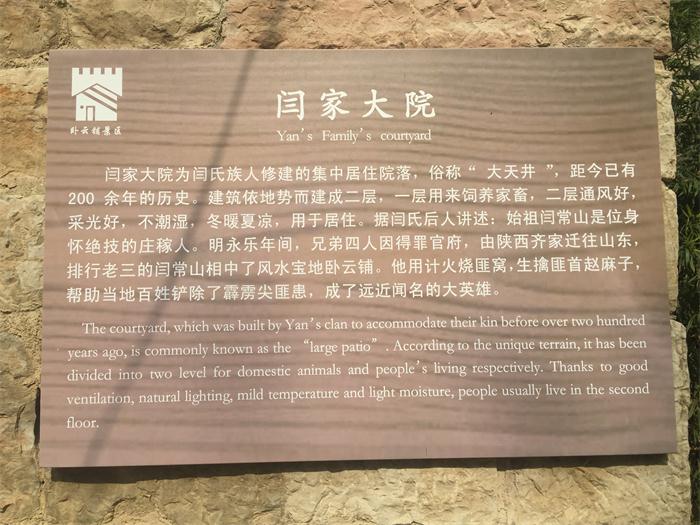 卧云铺景区
闫家大院
Yan's Family's courtyard
闫家大院为闫氏族人修建的集中居住院落，俗称“大天井”，距今已有
200 余年的历史。建筑依地势而建成二层，一层用来饲养家畜，二层通风好，
采光好，不潮湿，冬暖夏凉，用于居住。据闫氏后人讲述：始祖闫常山是位身
怀绝技的庄稼人。明永乐年间，兄弟四人因得罪官府，由陕西齐家迁往山东，
排行老三的闫常山相中了风水宝地卧云铺。他用计火烧匪窝，生擒匪首赵麻子，
帮助当地百姓铲除了霹雳尖匪患，成了远近闻名的大英雄。
The courtyard, which was built by Yan's clan to accommodate their kin before over two hundred
years ago, is commonly known as the “large patio”. According to the unique terrain, it has been
divided into two level for domestic animals and people's living respectively. Thanks to good
ventilation, natural lighting, mild temperature and light moisture, people usually live in the second
floor.